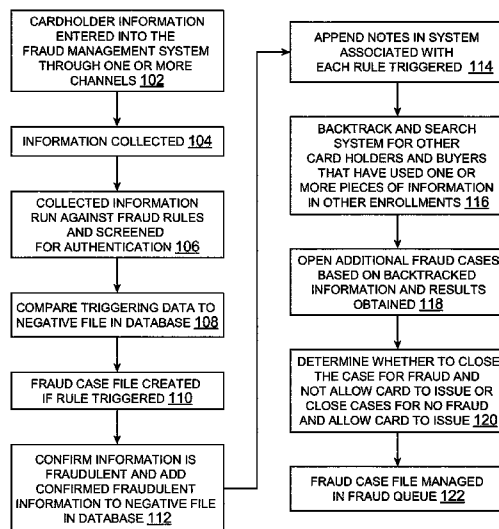 CARDHOLDER INFORMATION
ENTERED INTO THE
FRAUD MANAGEMENT
SYSTEM
THROUGH ONE OR MORE
CHANNELS 102
INFORMATION COLLECTED 104
COLLECTED INFORMATION
RUN AGAINST FRAUD RULES
AND SCREENED
FOR AUTHENTICATION 106
COMPARE TRIGGERING DATA TO
NEGATIVE FILE IN DATABASE 108
FRAUD CASE FILE CREATED
IF RULE TRIGGERED 110
CONFIRM INFORMATION IS
FRAUDULENT AND ADD
CONFIRMED FRAUDULENT
INFORMATION TO NEGATIVE FILE
IN DATABASE 112
APPEND NOTES IN SYSTEM
ASSOCIATED WITH
EACH RULE TRIGGERED 114
BACKTRACK AND SEARCH
SYSTEM FOR OTHER
CARD HOLDERS AND BUYERS
THAT HAVE USED ONE OR
MORE PIECES OF INFORMATION
IN OTHER ENROLLMENTS 116
OPEN ADDITIONAL FRAUD CASES
BASED ON BACKTRACKED
INFORMATION AND RESULTS
OBTAINED 118
DETERMINE WHETHER TO CLOSE
THE CASE FOR FRAUD AND
NOT ALLOW CARD TO ISSUE OR
CLOSE CASES FOR NO FRAUD
AND ALLOW CARD TO ISSUE 120
FRAUD CASE FILE MANAGED
IN FRAUD QUEUE 122